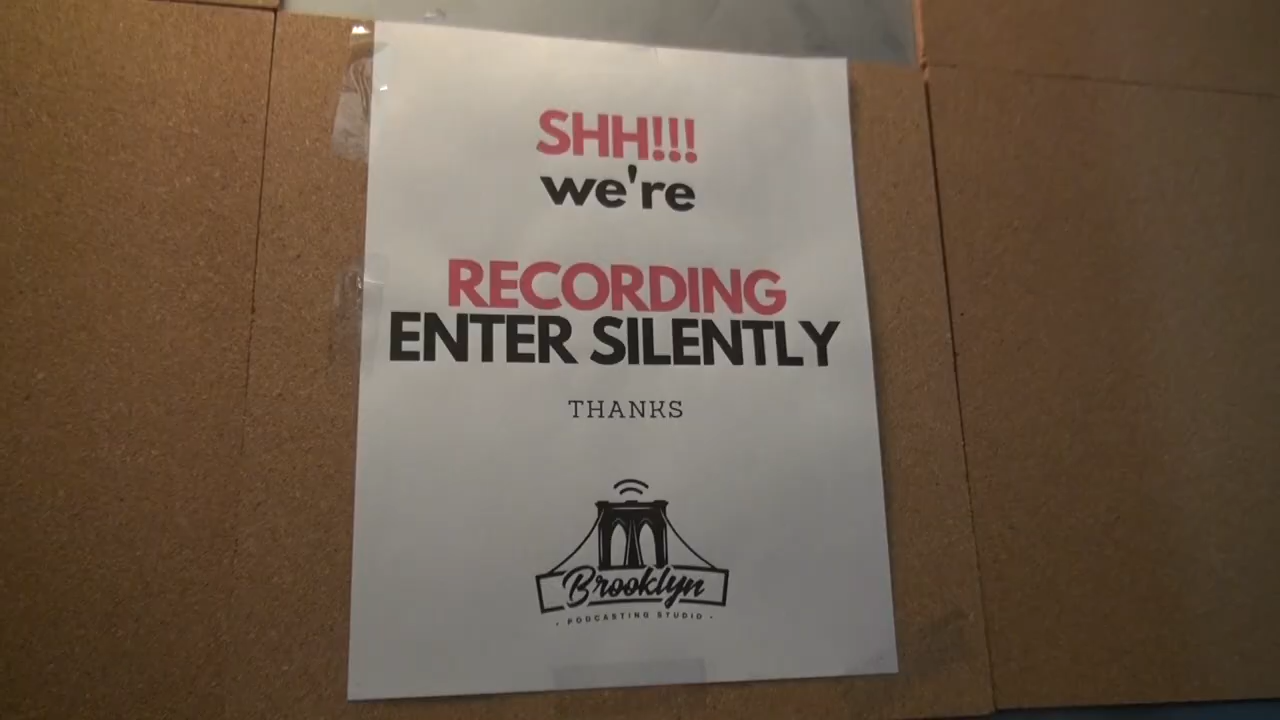 SHH!!!
we're
RECORDING
ENTER SILENTLY
THANKS
Brooklyn
· PODCASTING STUDIO ·